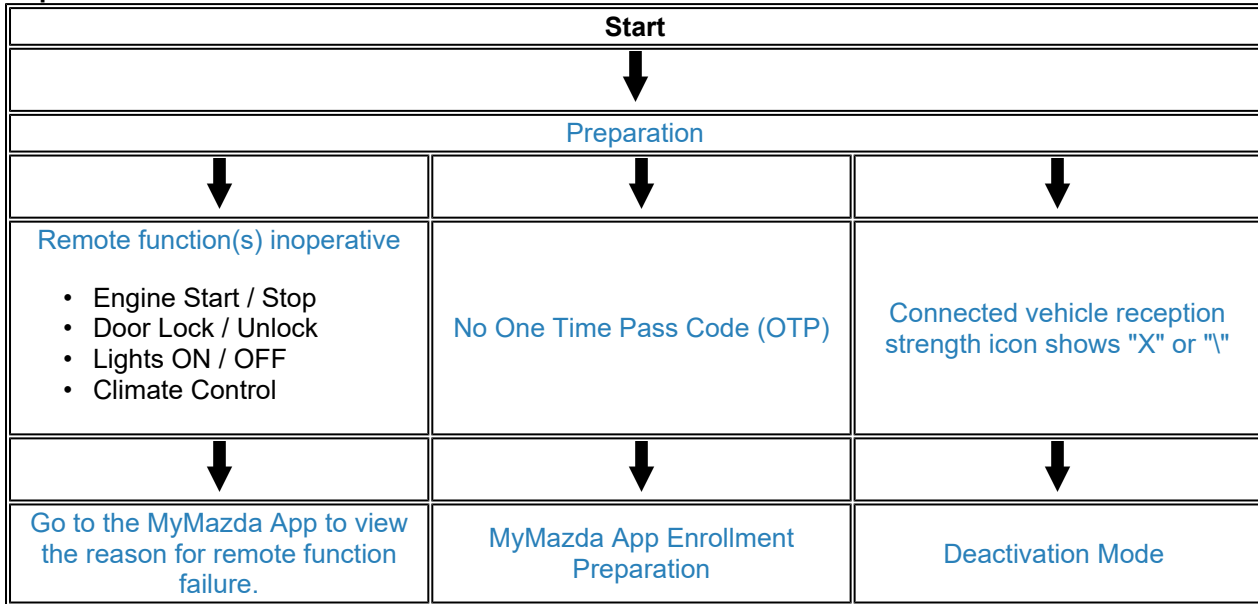 Start
Preparation
Remote function(s) inoperative
• Engine Start / Stop
• Door Lock / Unlock
• Lights ON / OFF
• Climate Control
No One Time Pass Code (OTP)
Connected vehicle reception
strength icon shows "X" or "\"
Go to the MyMazda App to view
the reason for remote function
failure.
MyMazda App Enrollment
Preparation
Deactivation Mode